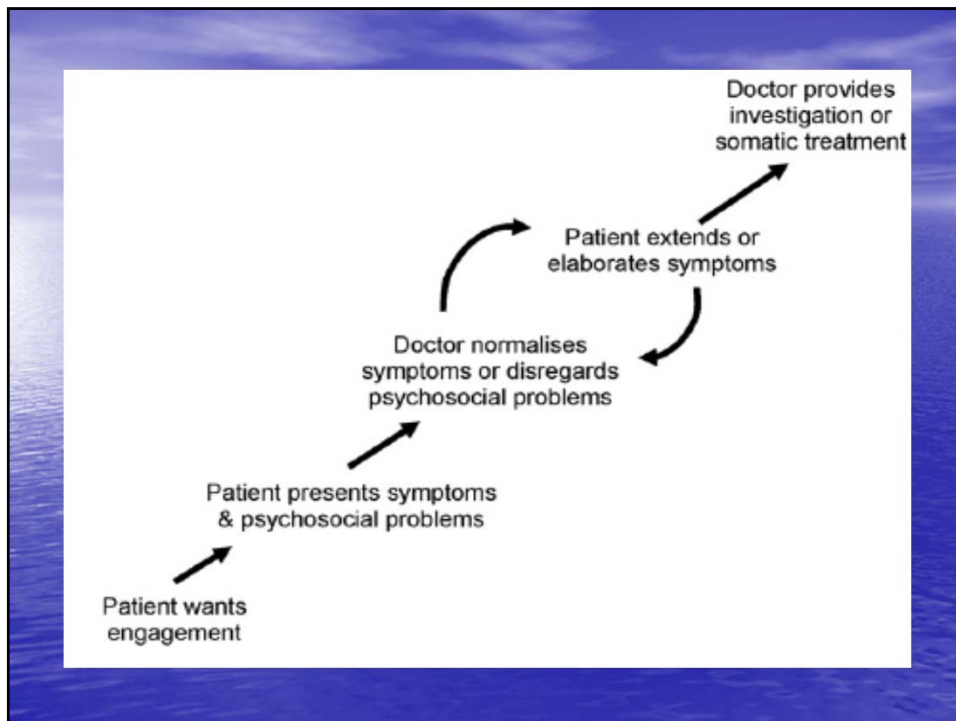 Doctor provides
investigation or
somatic treatment
Patient extends or
elaborates symptoms
Doctor normalises
symptoms or disregards
psychosocial problems
Patient presents symptoms
& psychosocial problems
Patient wants
engagement